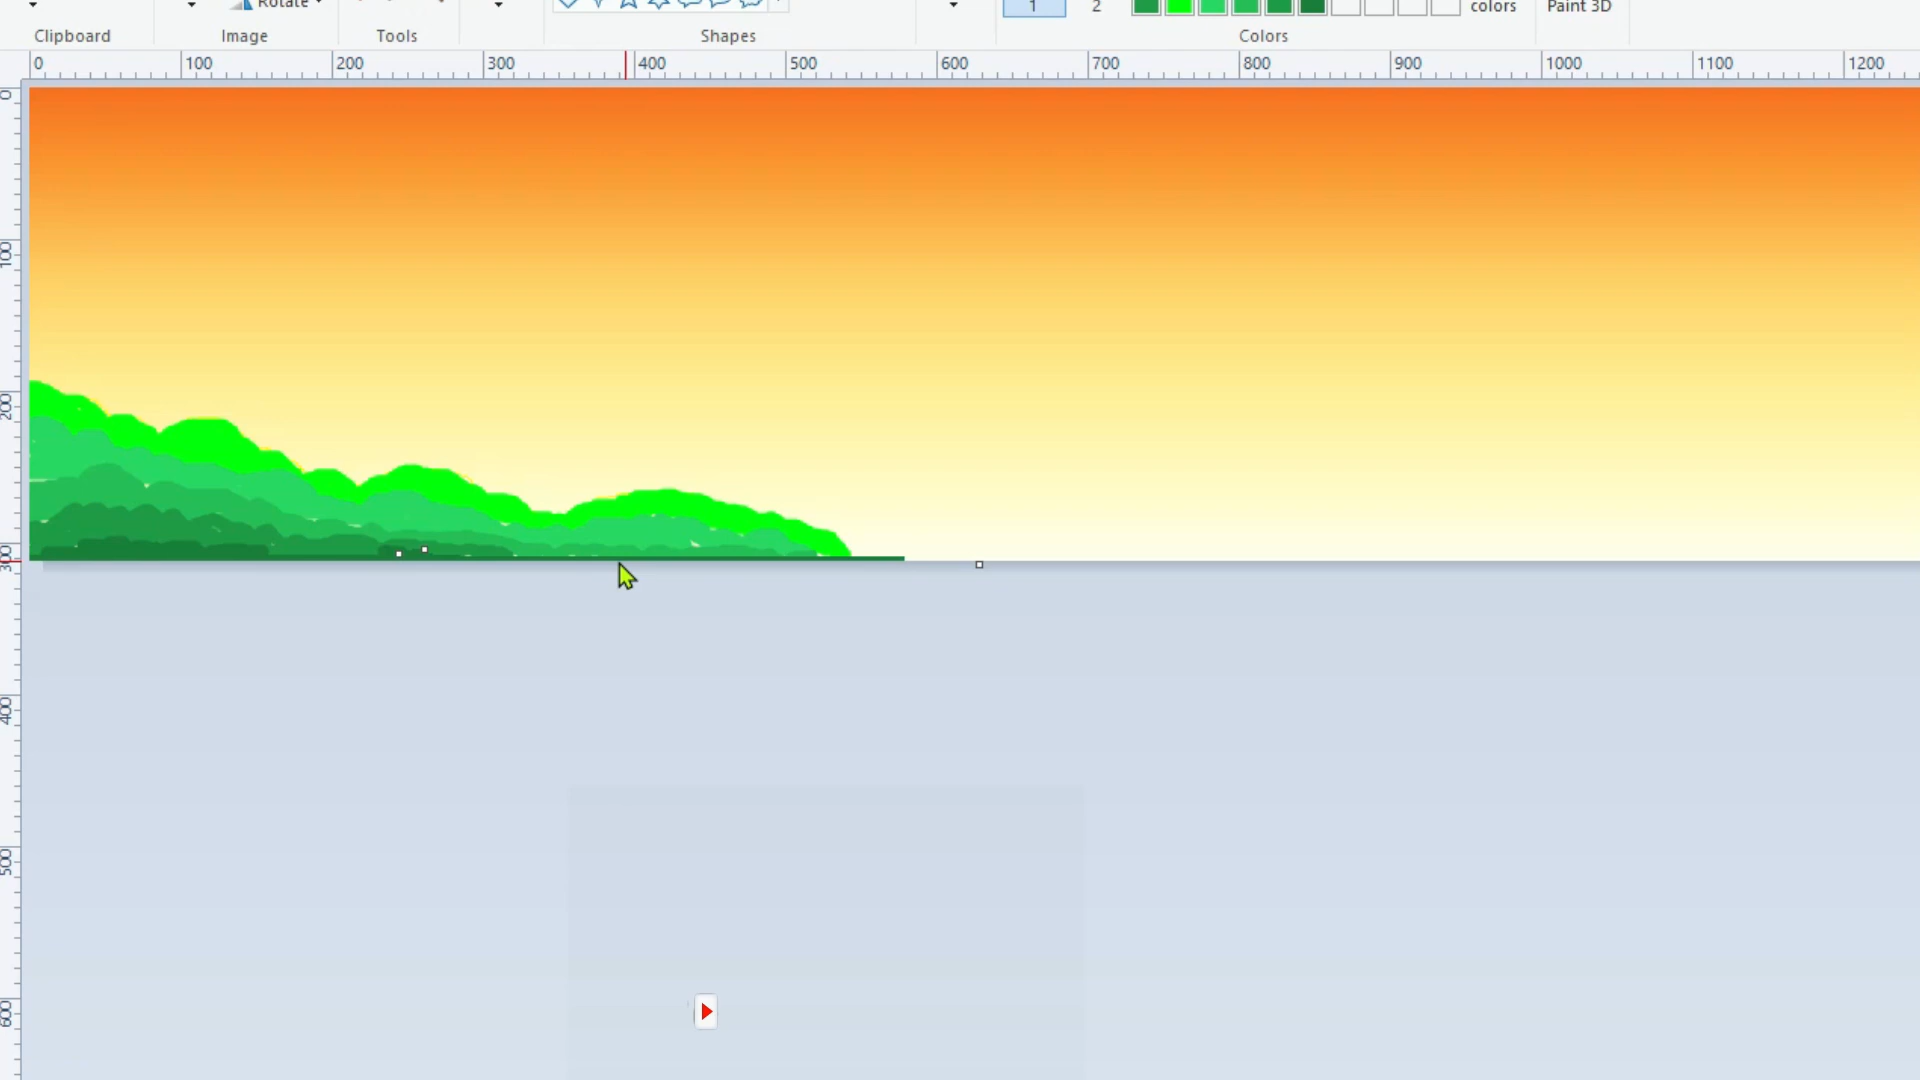 Rotate
1 2 colors Paint 3D
Clipboard Image Tools Shapes Colors
0 100 200 300 400 500 600 700 800 900 1000 1100 1200
0
100
200
300
400
500
600